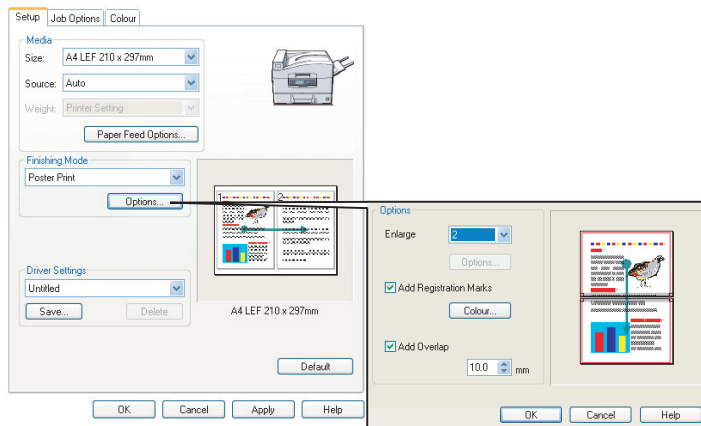 Setup
Job Options
Colour
Media
Size:
A4 LEF 210 x 297mm
Source:
Auto
Weight:
Printer Setting
Paper Feed Options...
Finishing Mode
Poster Print
Options...
1
2
Driver Settings
Untitled
Save...
Delete
A4 LEF 210 x 297mm
Default
OK
Cancel
Apply
Help
Options
Enlarge
2
Options...
Add Registration Marks
Colour...
Add Overlap
10.0
mm
OK
Cancel
Help